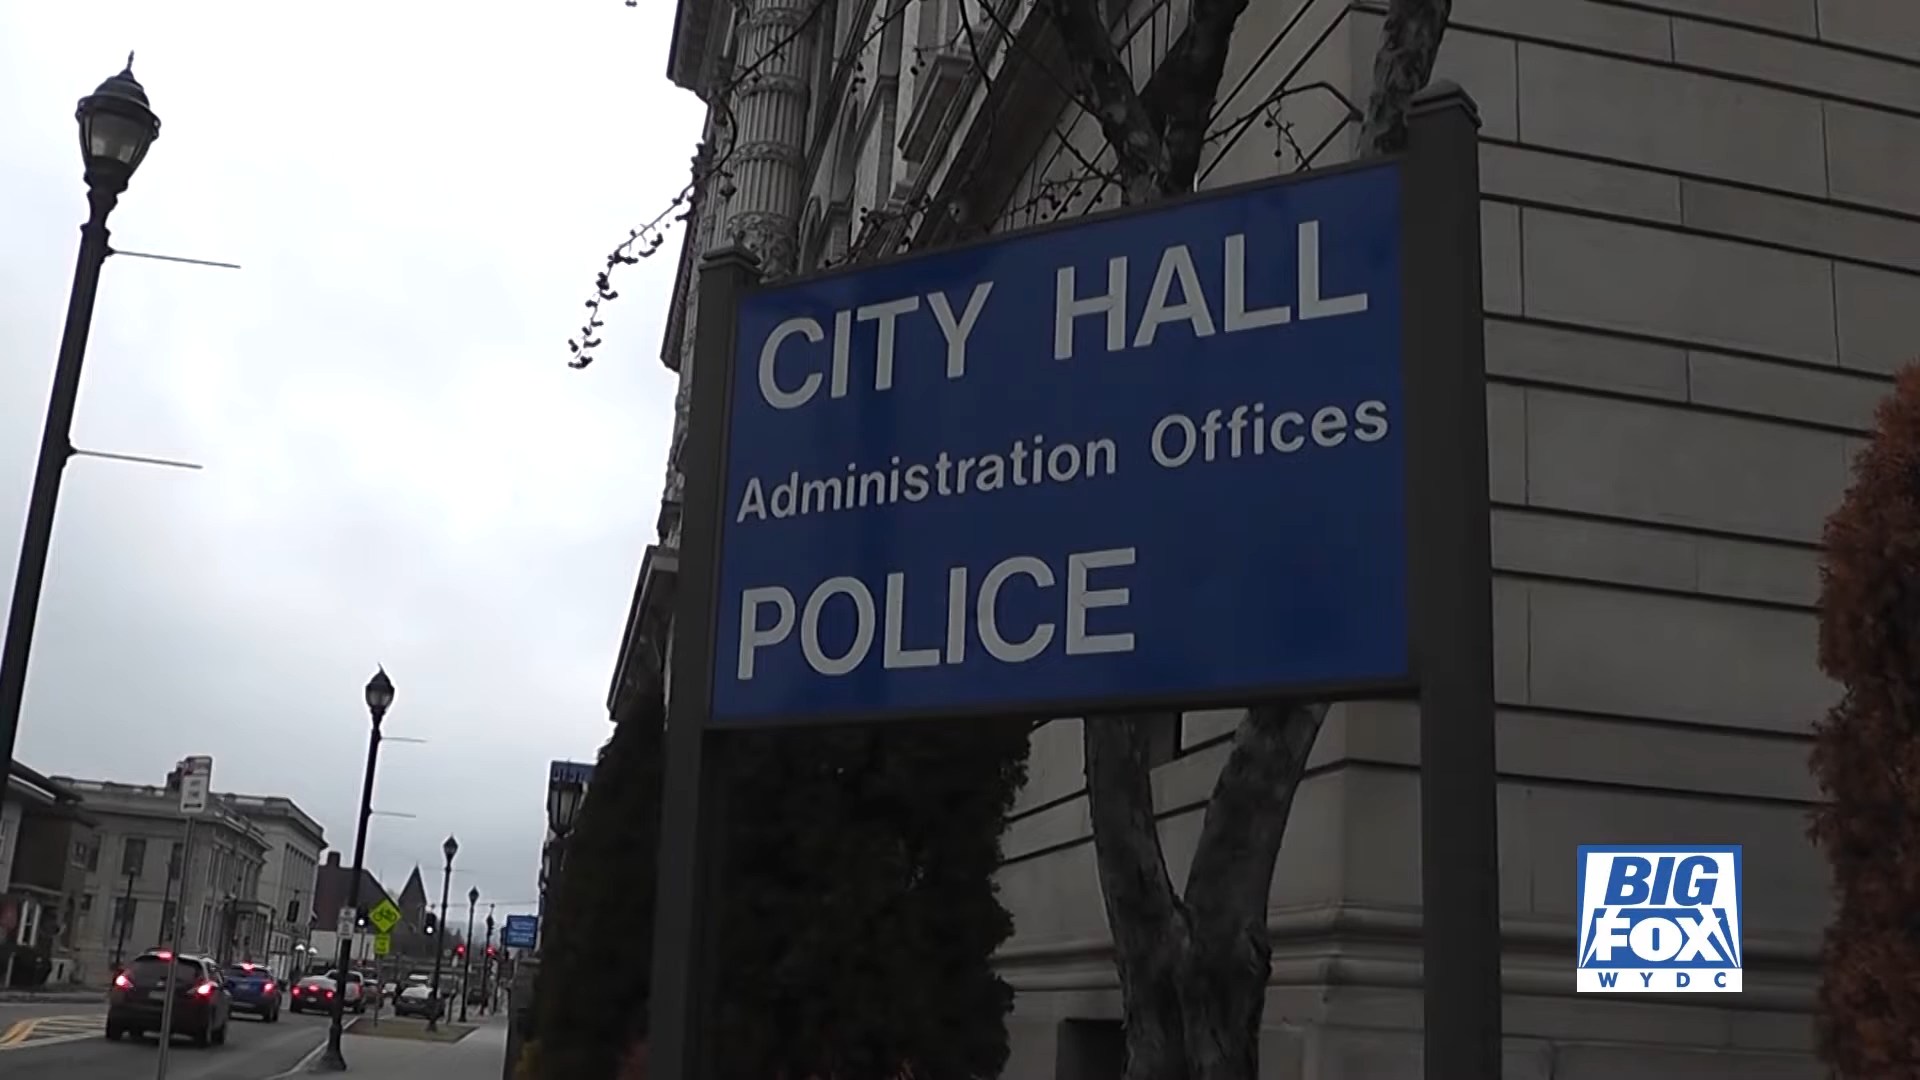 CITY HALL
Administration Offices
POLICE
BIG
FOX
WYDC